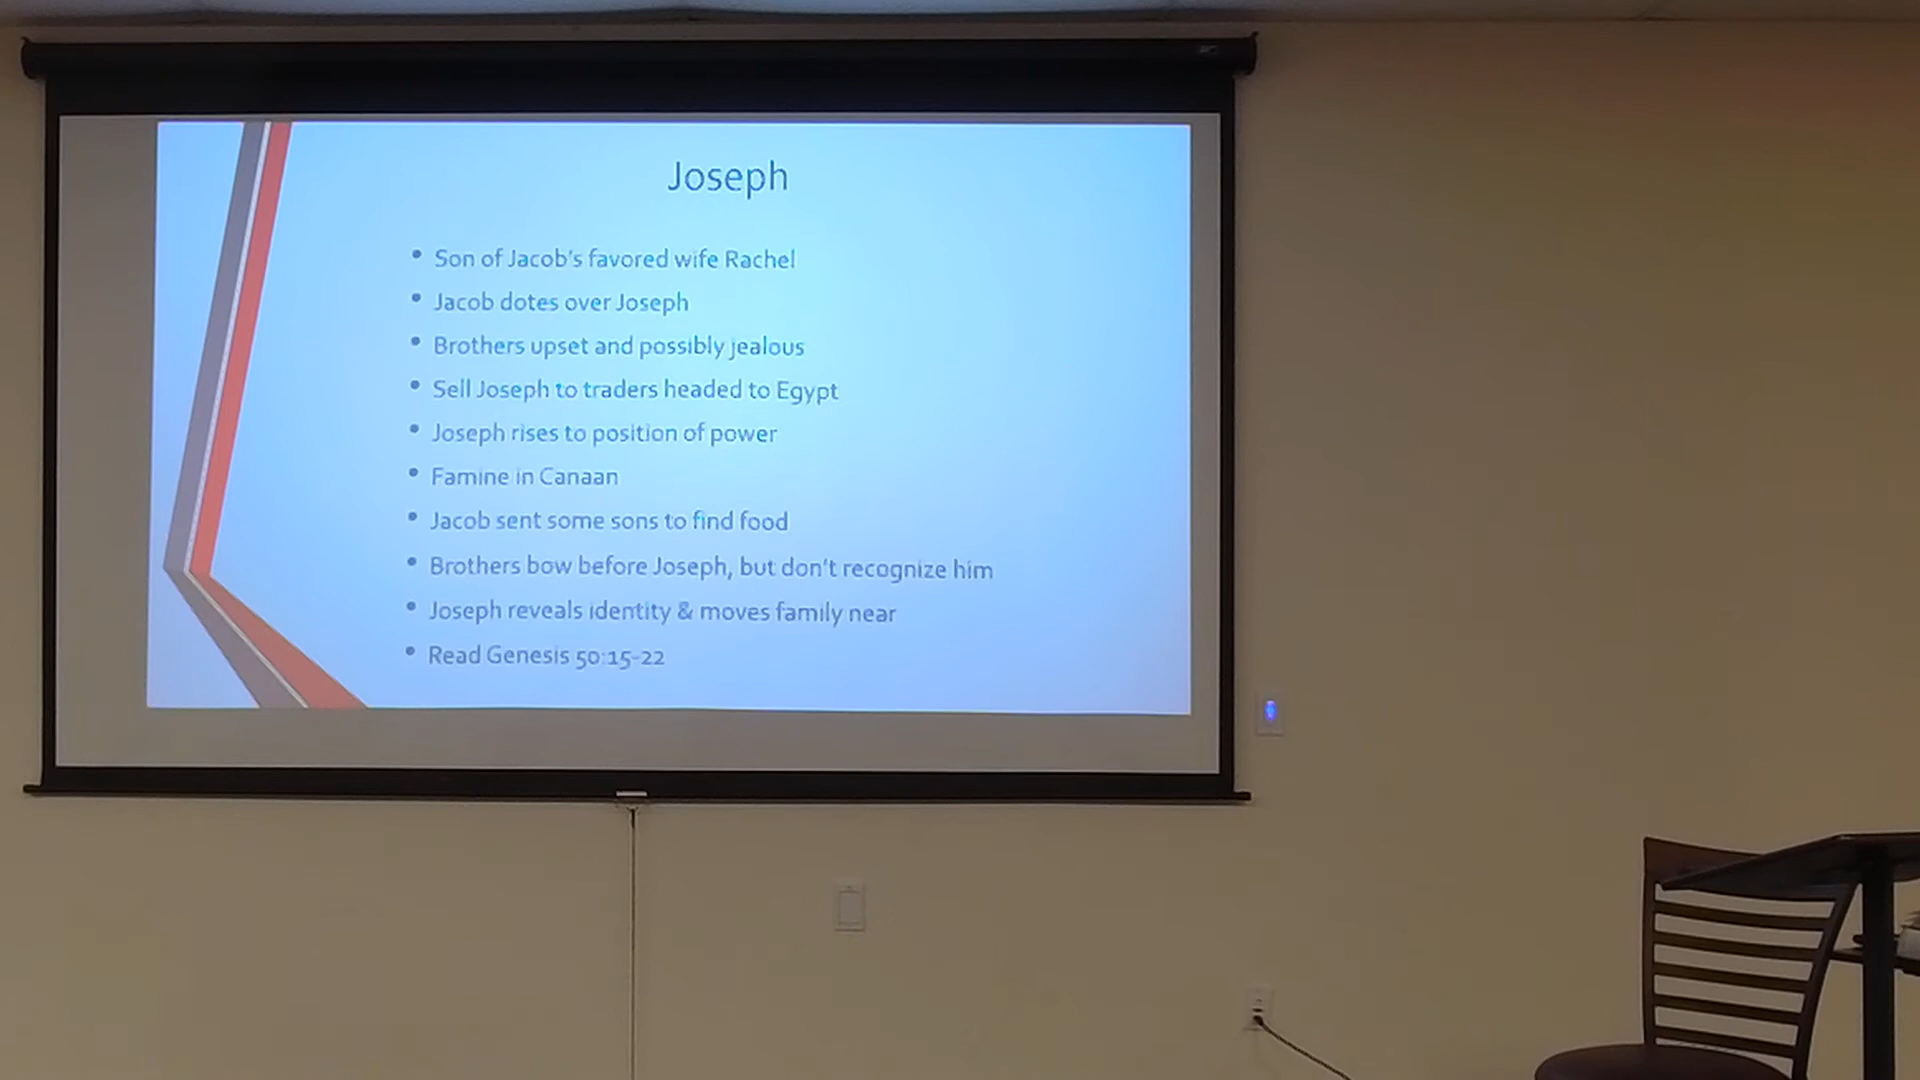 Joseph
• Son of Jacob's favored wife Rachel
• Jacob dotes over Joseph
• Brothers upset and possibly jealous
• Sell Joseph to traders headed to Egypt
• Joseph rises to position of power
• Famine in Canaan
• Jacob sent some sons to find food
• Brothers bow before Joseph, but don't recognize him
• Joseph reveals identity & moves family near
• Read Genesis 50:15-22